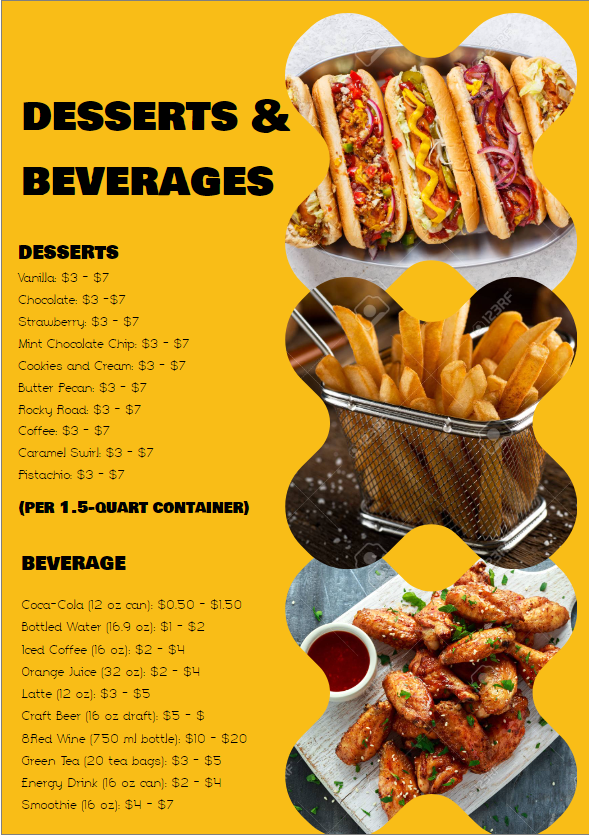 DESSERTS &
BEVERAGES
DESSERTS
Vanilla: $3 - $7
Chocolate: $3 -$7
Strawberry: $3 - $7
Mint Chocolate Chip: $3 - $7
Cookies and Cream: $3 - $7
Butter Pecan: $3 - $7
Rocky Road: $3 - $7
Coffee: $3 - $7
Caramel Swirl: $3 - $7
Pistachio: $3 - $7
(PER 1.5-QUART CONTAINER)
BEVERAGE
Coca-Cola (12 oz can): $0.50 - $1.50
Bottled Water (16.9 oz): $1 - $2
Iced Coffee (16 oz): $2 - $4
Orange Juice (32 oz): $2 - $4
Latte (12 oz): $3 - $5
Craft Beer (16 oz draft): $5 - $
8Red Wine (750 ml bottle): $10 - $20
Green Tea (20 tea bags): $3 - $5
Energy Drink (16 oz can): $2 - $4
Smoothie (16 oz): $4 - $7
123RF